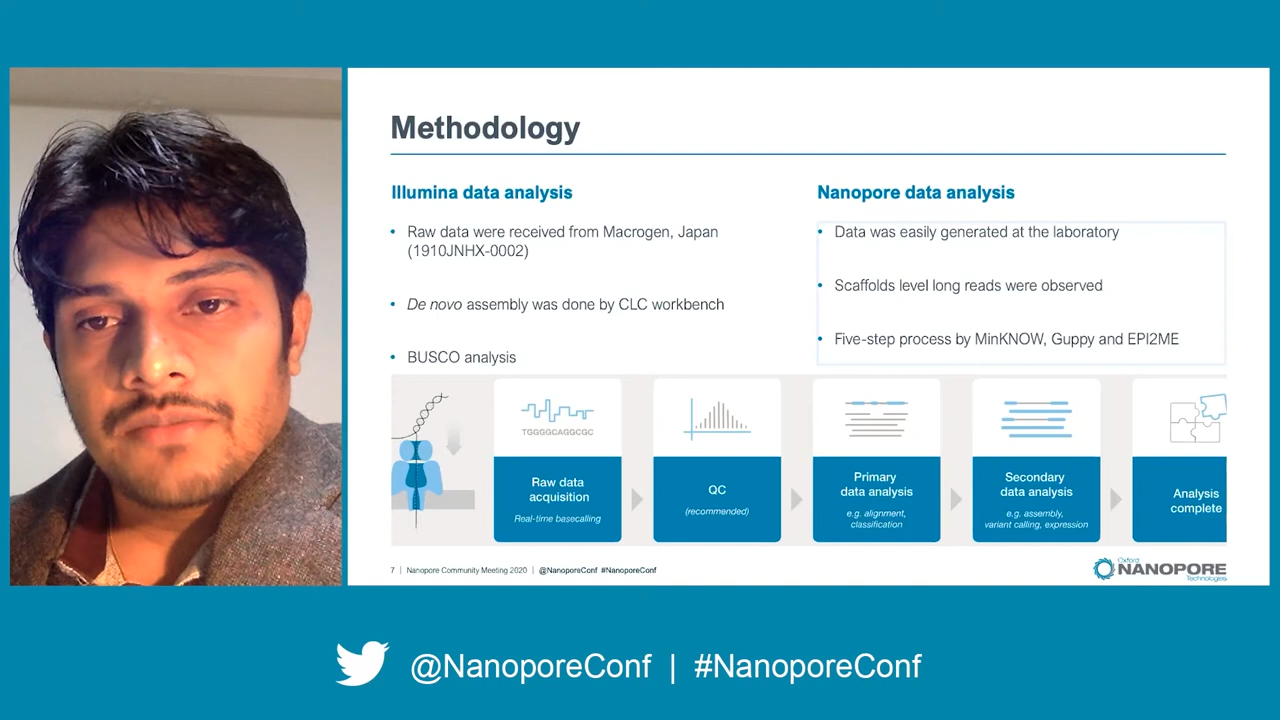 Methodology
Illumina data analysis
• Raw data were received from Macrogen, Japan
(1910JNHX-0002)
• De novo assembly was done by CLC workbench
• BUSCO analysis
Nanopore data analysis
• Data was easily generated at the laboratory
• Scaffolds level long reads were observed
• Five-step process by MinKNOW, Guppy and EPI2ME
TGGGGCAGGCGC
Raw data
acquisition
Real-time basecalling
QC
(recommended)
Primary
data analysis
e.g. alignment,
classification
Secondary
data analysis
e.g. assembly,
variant calling, expression
Analysis
complete
7 | Nanopore Community Meeting 2020 | @NanoporeConf #NanoporeConf
Oxford
NANOPORE
Technologies
@NanoporeConf | #NanoporeConf